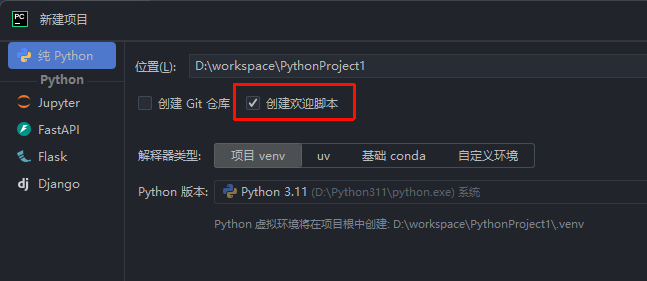 PC 新建项目
纯 Python
Python
Jupyter
FastAPI
Flask
dj Django
位置(L): D:\workspace\PythonProject1
创建 Git 仓库 创建欢迎脚本
解释器类型: 项目 venv uv 基础 conda 自定义环境
Python 版本: Python 3.11 (D:\Python311\python.exe) 系统
Python 虚拟环境将在项目根中创建: D:\workspace\PythonProject1\.venv